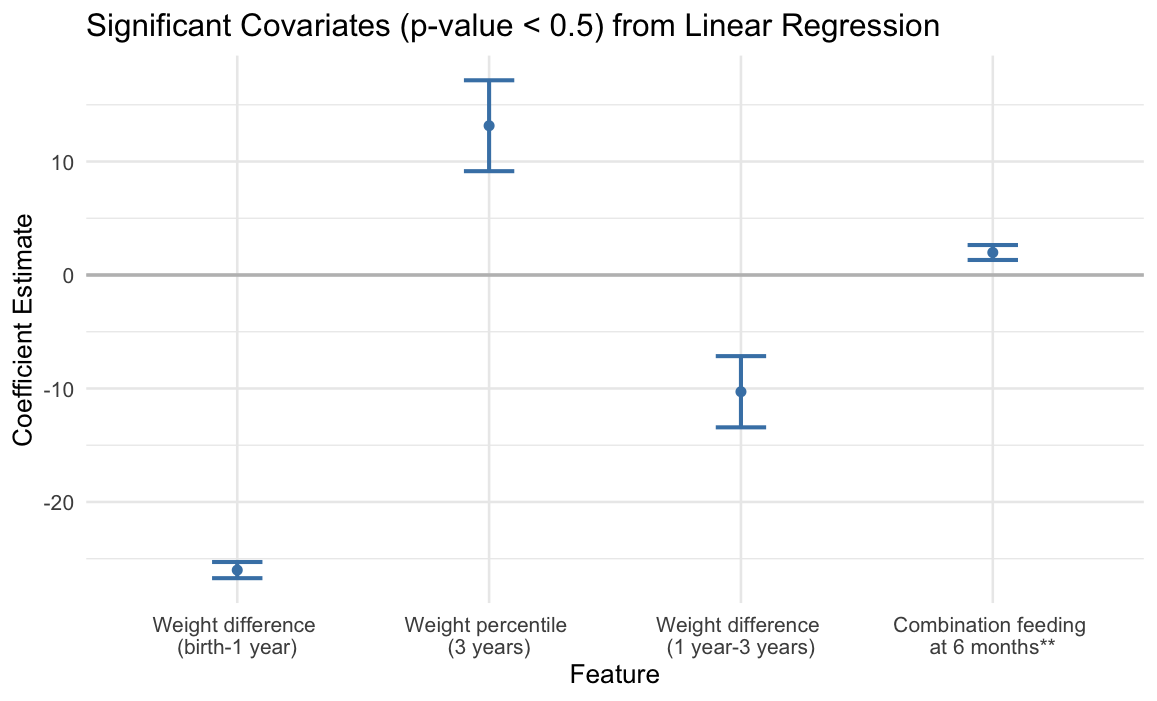 Significant Covariates (p-value < 0.5) from Linear Regression
Coefficient Estimate
10
0
-10
-20
Weight difference
(birth-1 year)
Weight percentile
(3 years)
Weight difference
(1 year-3 years)
Combination feeding
at 6 months**
Feature